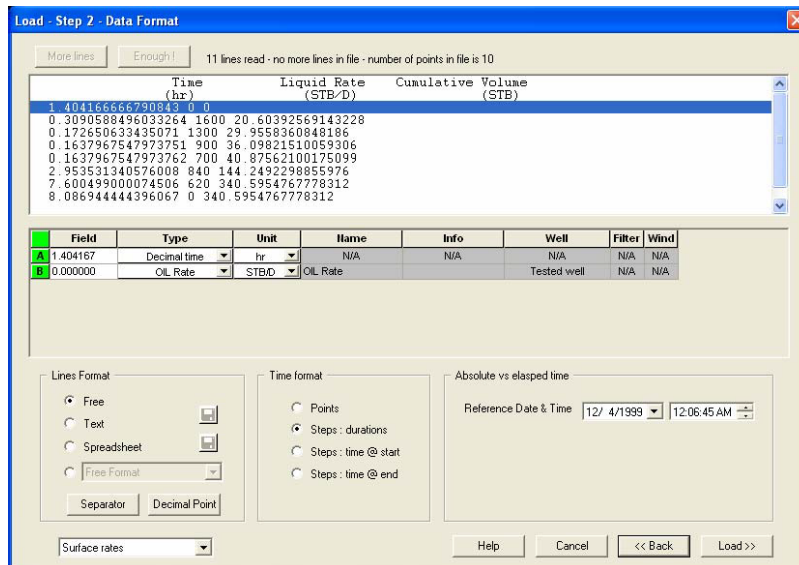 Load - Step 2 - Data Format
More lines Enough ! 11 lines read - no more lines in file - number of points in file is 10
Time Liquid Rate Cumulative Volume
(hr) (STB/D) (STB)
1.404166666790843 0 0
0.3090588496033264 1600 20.60392569143228
0.172650633435071 1300 29.9558360848186
0.1637967547973751 900 36.09821510059306
0.1637967547973762 700 40.87562100175099
2.953531340576008 840 144.2492298855976
7.600499000074506 620 340.5954767778312
8.086944444396067 0 340.5954767778312
Field Type Unit Name Info Well Filter Wind
A 1.404167 Decimal time hr N/A N/A N/A N/A N/A
B 0.000000 OIL Rate STB/D OIL Rate Tested well N/A N/A
Lines Format Time format Absolute vs elasped time
Free Points Reference Date & Time 12/ 4/1999 12:06:45 AM
Text Steps : durations
Spreadsheet Steps : time @ start
Free Format Steps : time @ end
Separator Decimal Point
Surface rates Help Cancel << Back Load >>